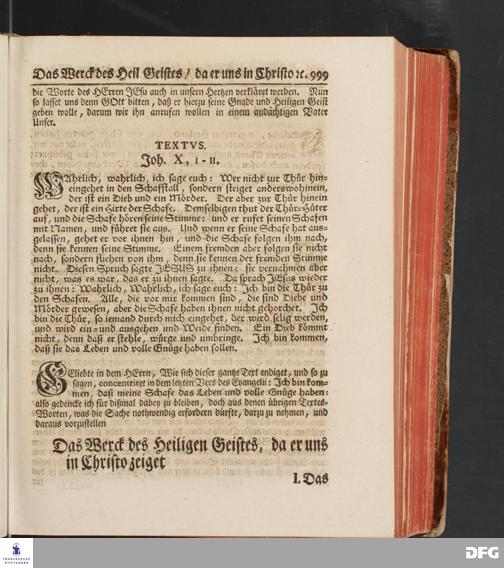 Das Werck des Heil Geistes / da er uns in Christo ꝛc. 999
die Worte des HErren JEsu auch in unsern Hertzen verkläret werden. Nun
so lasset uns denn GOtt bitten, daß er hierzu seine Gnade und Heiligen Geist
geben wolle, darum wir ihn anrufen wollen in einem andächtigen Vater
Unser.
TEXTVS.
Joh. X, 1-11.
WAhrlich, wahrlich, ich sage euch: Wer nicht zur Thür hin-
eingehet in den Schafstall, sondern steiget anderswohinein,
der ist ein Dieb und ein Mörder. Der aber zur Thür hinein
gehet, der ist ein Hirte der Schafe. Demselbigen thut der Thür-Hüter
auf, und die Schafe hören seine Stimme: und er rufet seinen Schafen
mit Namen, und führet sie aus. Und wenn er seine Schafe hat aus-
gelassen, gehet er vor ihnen hin, und die Schafe folgen ihm nach,
denn sie kennen seine Stimme. Einem fremden aber folgen sie nicht
nach, sondern fliehen von ihm, denn sie kennen der fremden Stimme
nicht. Diesen Spruch sagte JESUS zu ihnen: sie vernahmen aber
nicht, was es war, das er zu ihnen sagte. Da sprach JEsus wieder
zu ihnen: Wahrlich, Wahrlich, ich sage euch: Ich bin die Thür zu
den Schafen. Alle, die vor mir kommen sind, die sind Diebe und
Mörder gewesen, aber die Schafe haben ihnen nicht gehorchet. Ich
bin die Thür, so iemand durch mich eingehet, der wird selig werden,
und wird ein- und ausgehen und Weide finden. Ein Dieb kömmt
nicht, denn daß er stehle, würge und umbringe. Ich bin kommen,
daß sie das Leben und volle Gnüge haben sollen.
GEliebte in dem HErrn, Wie sich dieser gantze Text endiget, und so zu
sagen, concentriret in dem letzten Vers des Evangelii: Ich bin kom-
men, daß meine Schafe das Leben und volle Gnüge haben:
also gedencke ich für dißmal dabey zu bleiben, doch aus denen übrigen Textes-
Worten, was die Sache nothwendig erfordern dürfte, darzu zu nehmen, und
daraus vorzustellen
Das Werck des Heiligen Geistes, da er uns
in Christo zeiget
I. Das
FRANCKESCHE
STIFTUNGEN
DFG